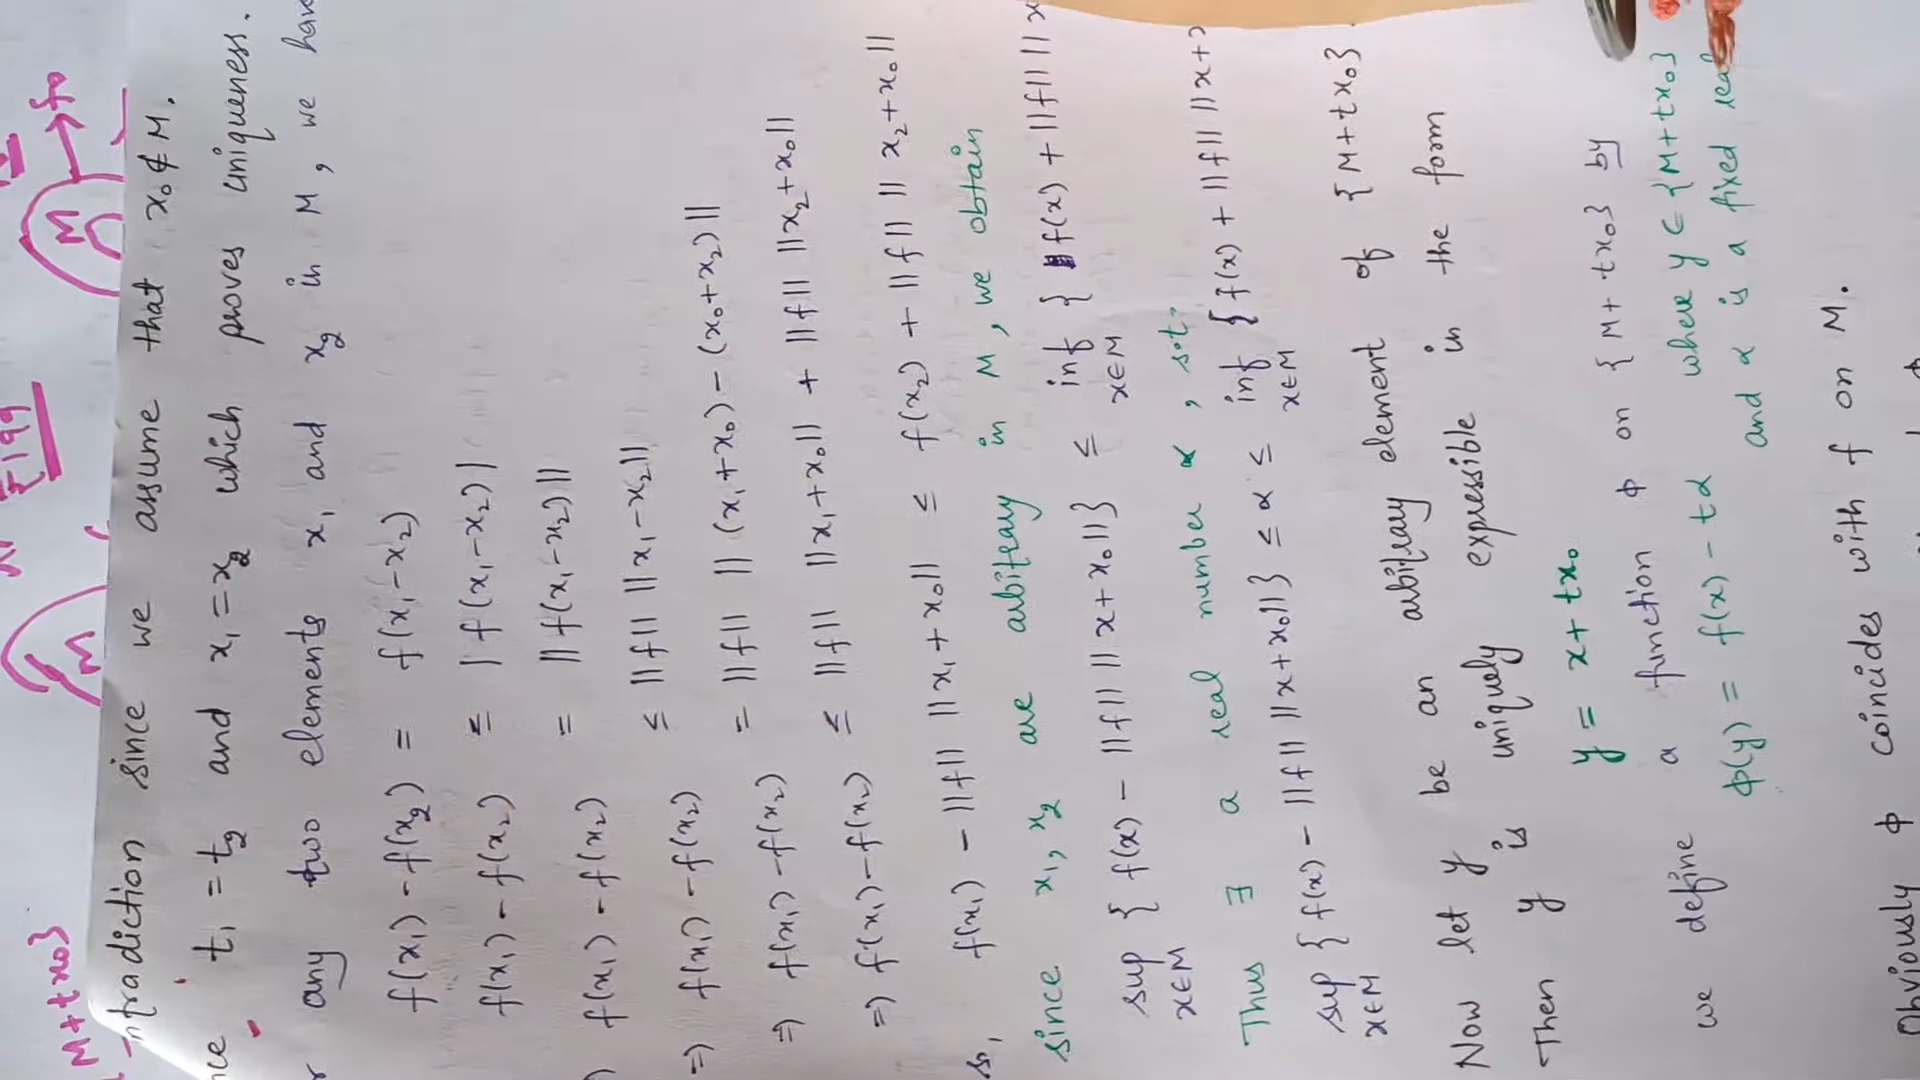 M+tx₀}
M
₹199
M
→f₀
contradiction since we assume that x₀ ∉ M.
t₁ = t₂ and x₁ = x₂ which proves uniqueness.
any two elements x₁ and x₂ in M, we have
f(x₁) - f(x₂) = f(x₁-x₂)
f(x₁) - f(x₂) ≤ |f(x₁-x₂)|
f(x₁) - f(x₂) = ||f(x₁-x₂)||
⇒ f(x₁) - f(x₂) ≤ ||f|| ||x₁-x₂||
⇒ f(x₁) - f(x₂) = ||f|| ||(x₁+x₀) - (x₀+x₂)||
⇒ f(x₁) - f(x₂) ≤ ||f|| ||x₁+x₀|| + ||f|| ||x₂+x₀||
f(x₁) - ||f|| ||x₁+x₀|| ≤ f(x₂) + ||f|| ||x₂+x₀||
since x₁, x₂ are arbitrary in M, we obtain
sup {f(x) - ||f|| ||x+x₀||} ≤ inf {f(x) + ||f|| ||x
x∈M x∈M
Thus ∃ a real number α, s.t.
sup {f(x) - ||f|| ||x+x₀||} ≤ α ≤ inf {f(x) + ||f|| ||x+
x∈M x∈M
Now let y be an arbitrary element of {M+tx₀}.
Then y is uniquely expressible in the form
y = x+tx₀
we define a function φ on {M+tx₀} by
φ(y) = f(x) - tα where y ∈ {M+tx₀}
and α is a fixed real
Obviously φ coincides with f on M.